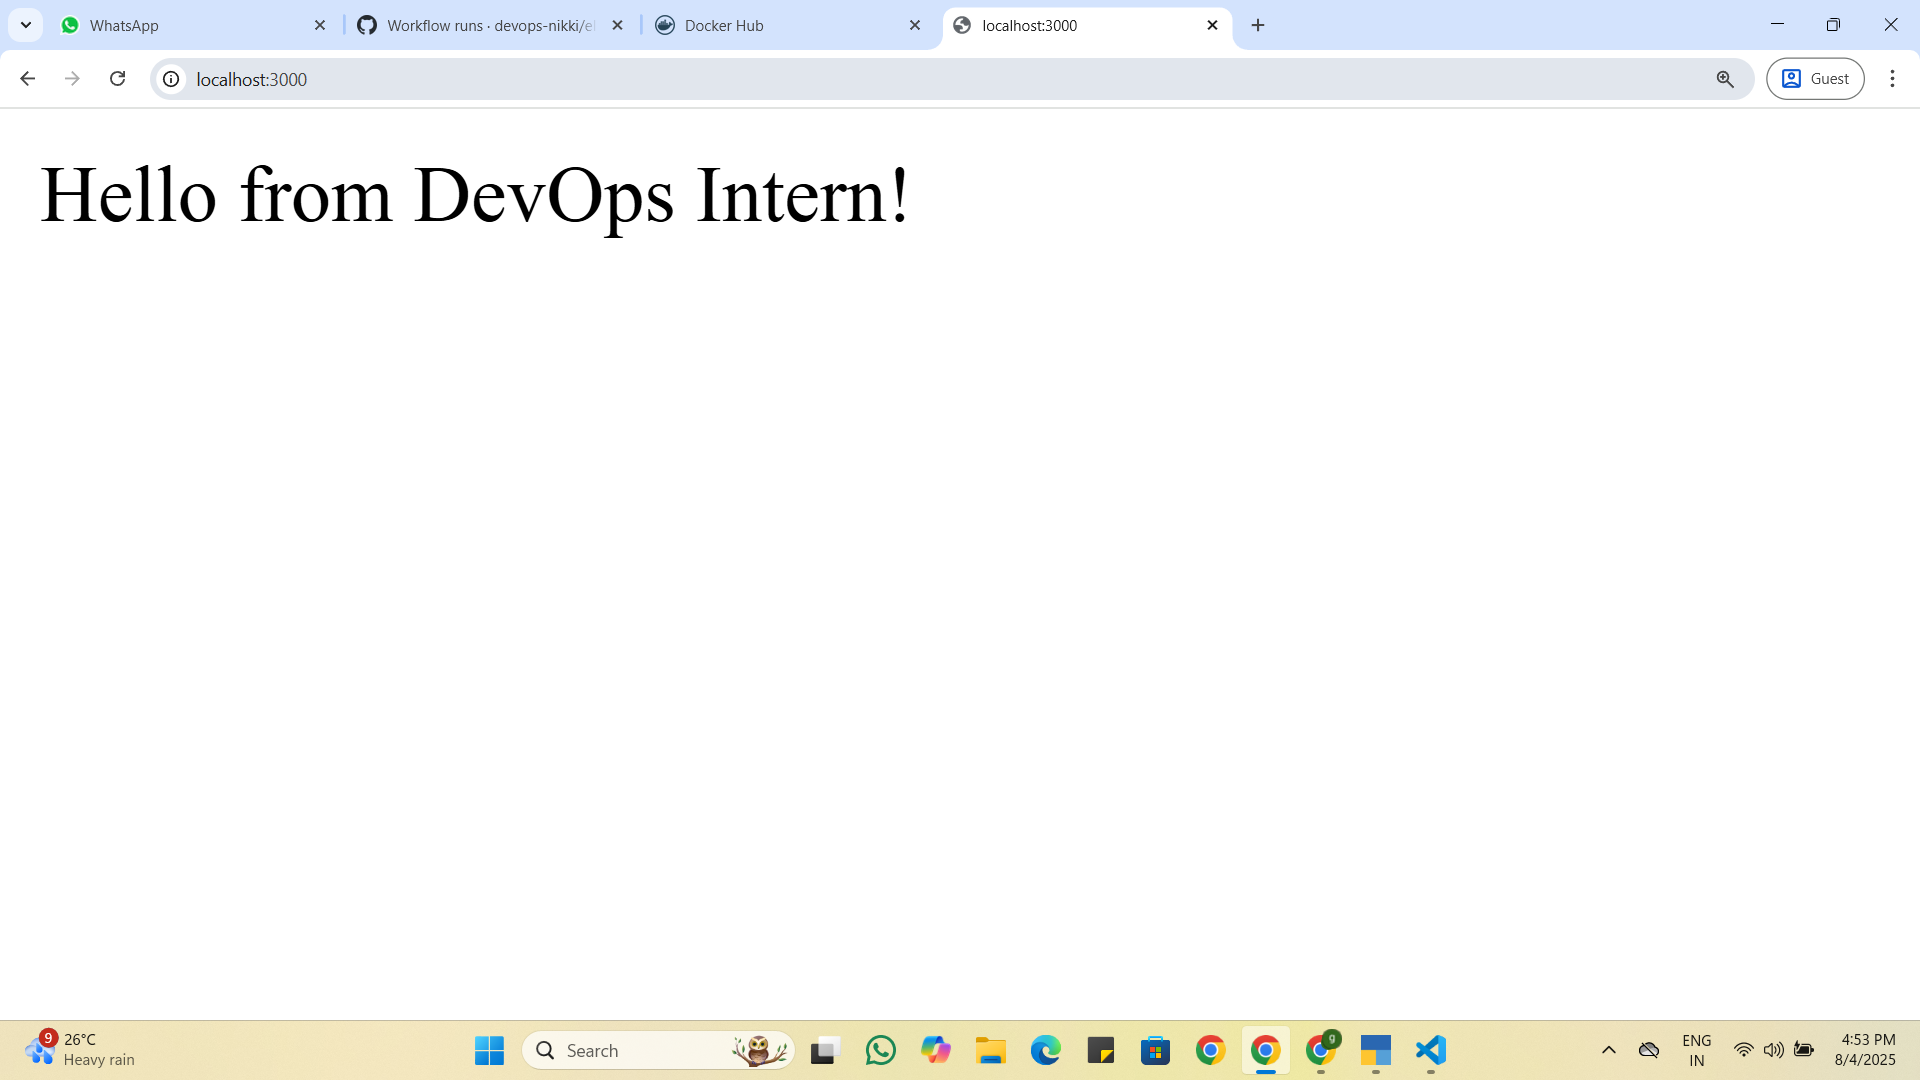 WhatsApp
Workflow runs · devops-nikki/el
Docker Hub
localhost:3000
localhost:3000
Guest
Hello from DevOps Intern!
9
26°C
Heavy rain
Search
g
ENG
IN
4:53 PM
8/4/2025